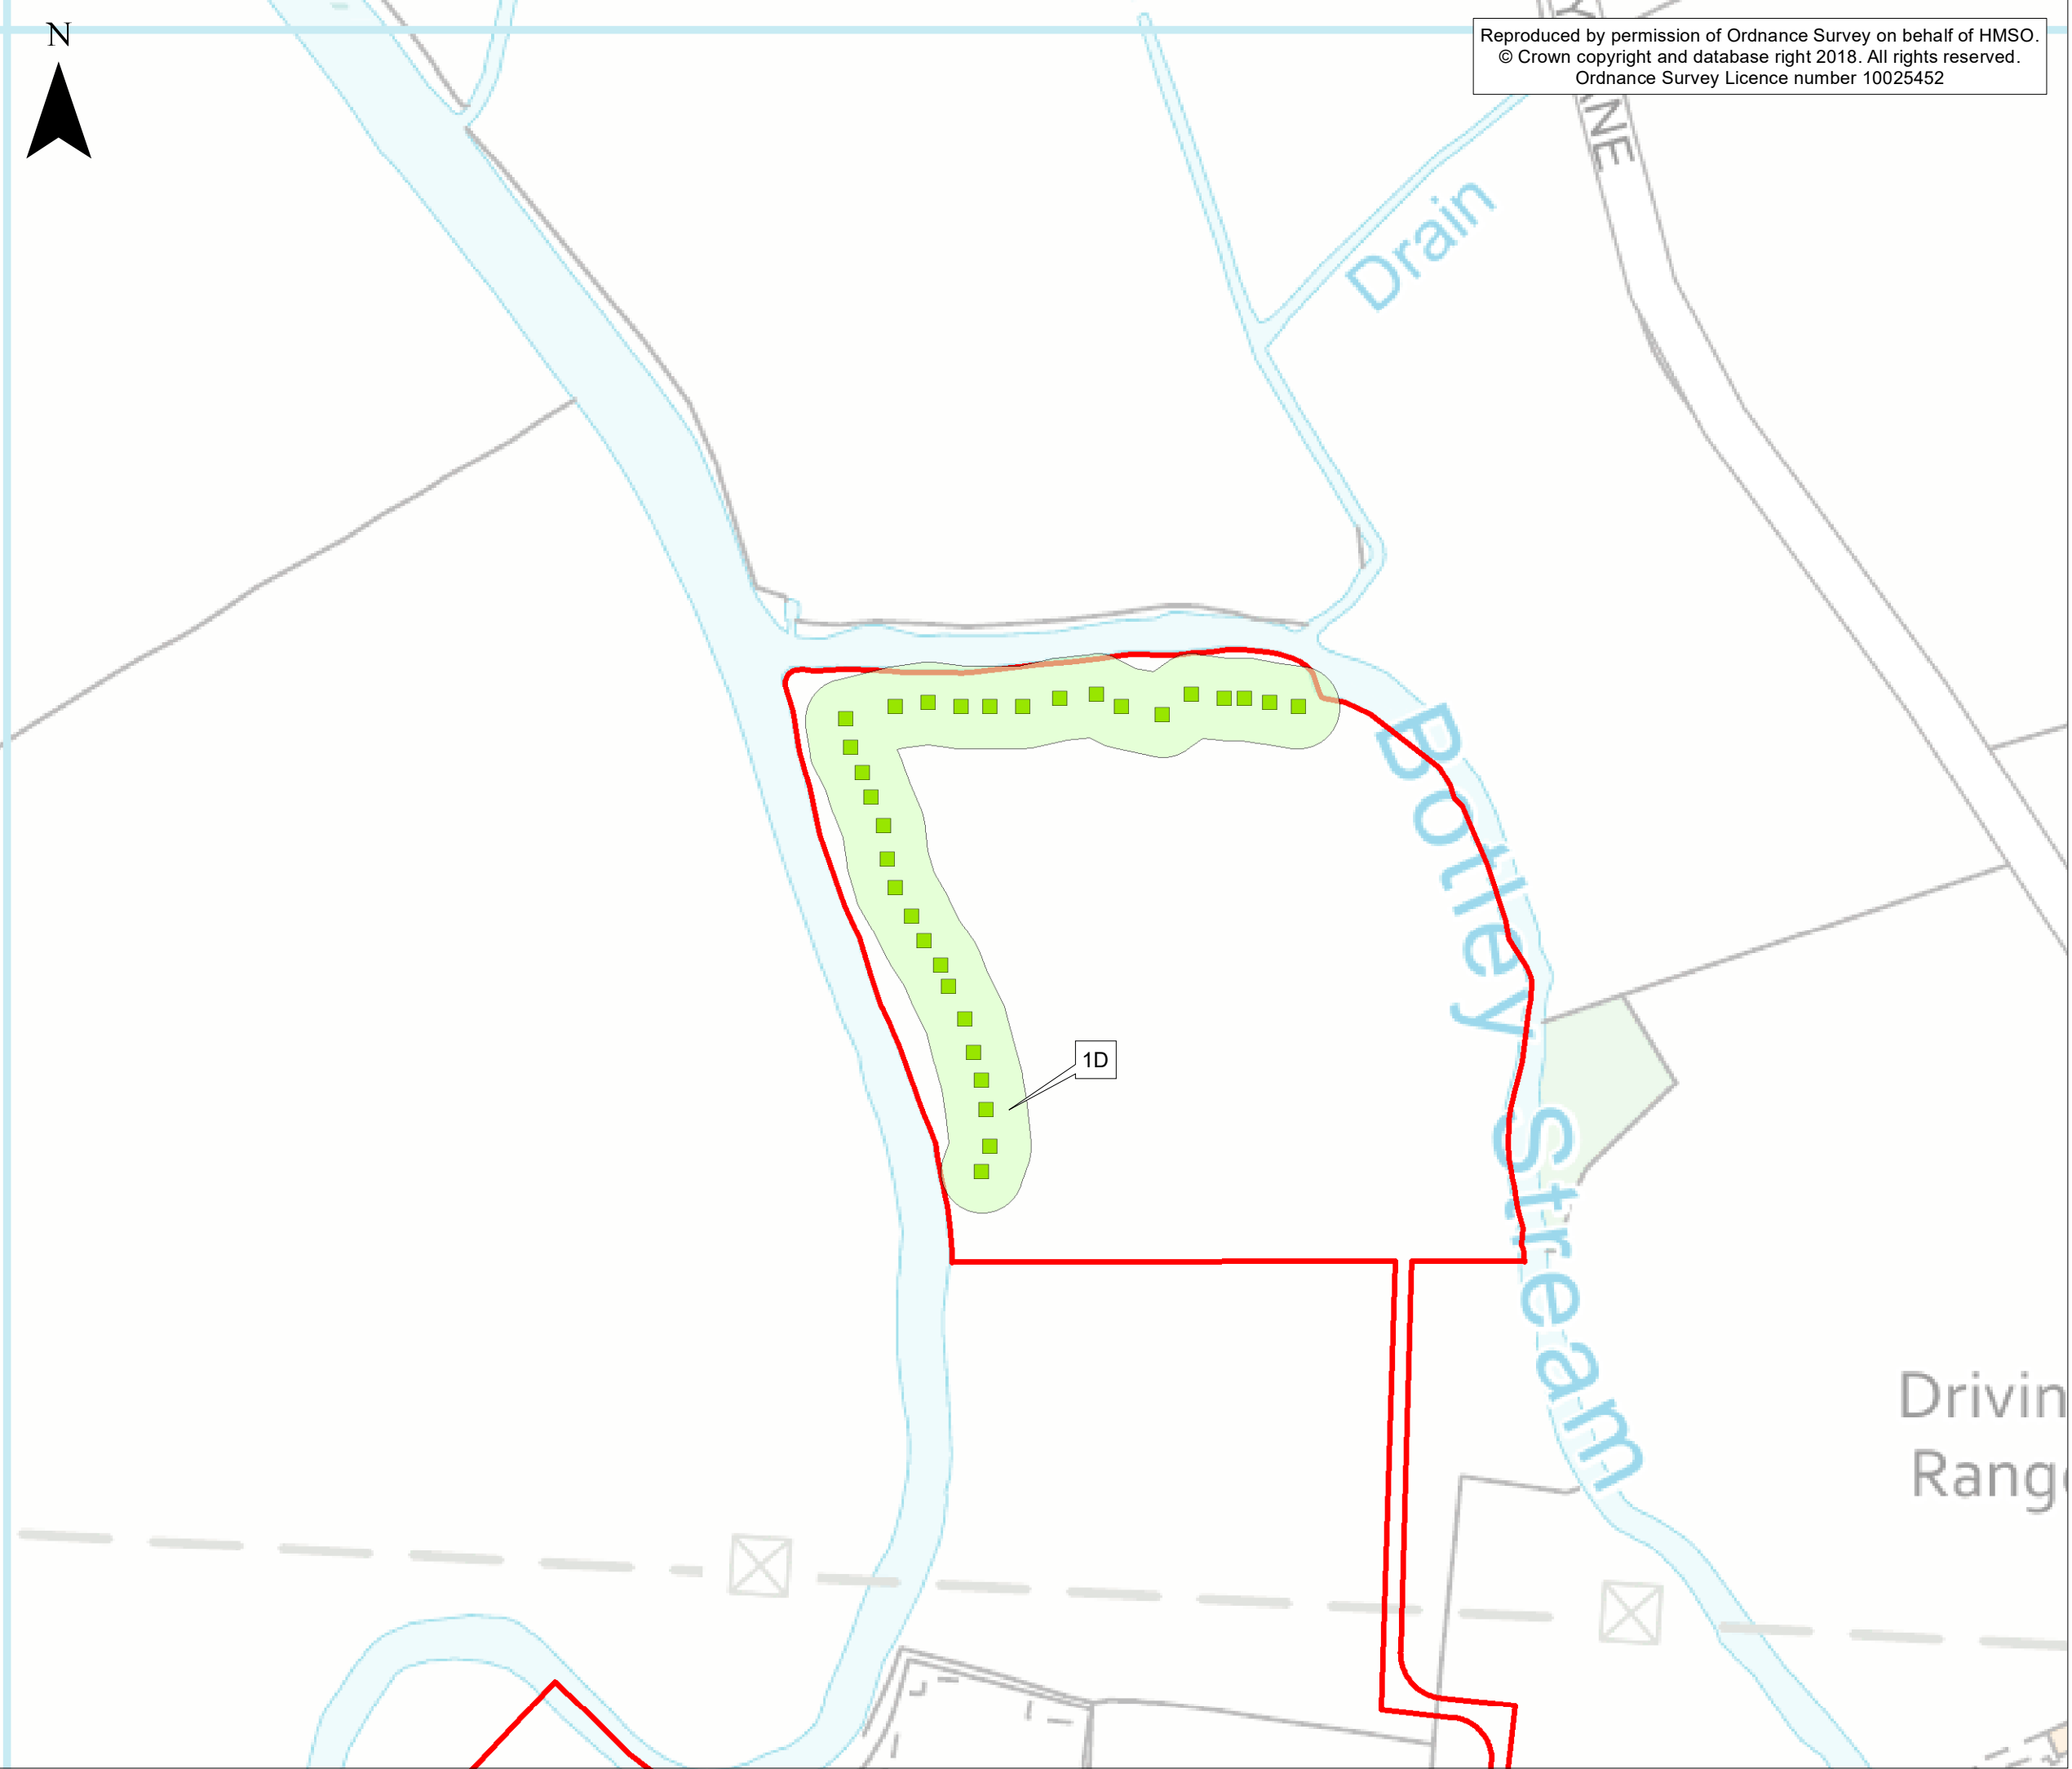 N
Reproduced by permission of Ordnance Survey on behalf of HMSO.
© Crown copyright and database right 2018. All rights reserved.
Ordnance Survey Licence number 10025452
Drain
Botley Stream
1D